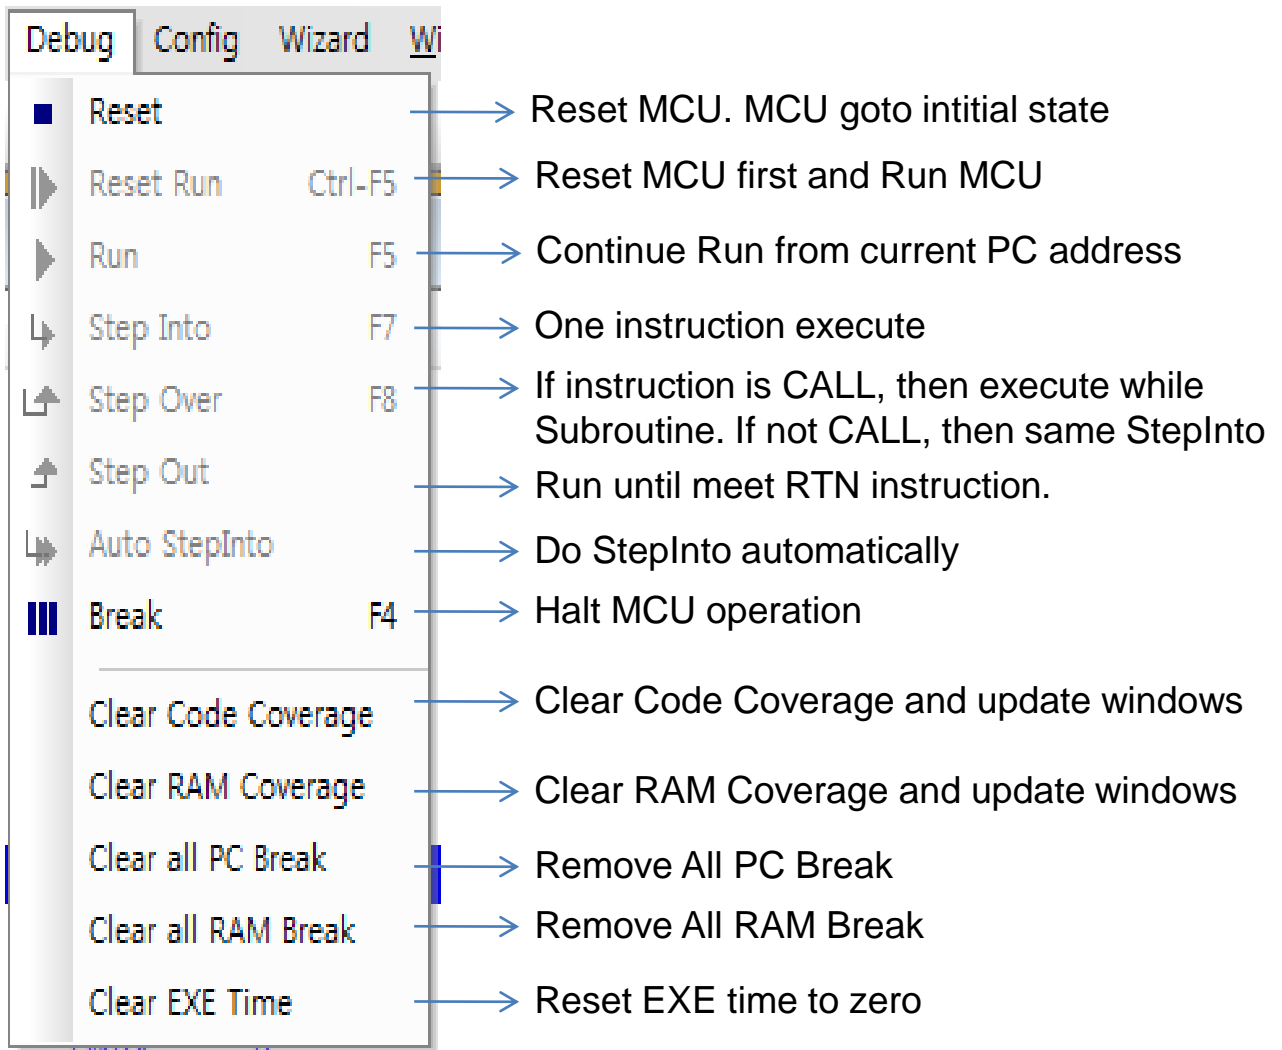 Debug Config Wizard Wi
Reset Reset MCU. MCU goto intitial state
Reset Run Ctrl-F5 Reset MCU first and Run MCU
Run F5 Continue Run from current PC address
Step Into F7 One instruction execute
Step Over F8 If instruction is CALL, then execute while
Subroutine. If not CALL, then same StepInto
Step Out Run until meet RTN instruction.
Auto StepInto Do StepInto automatically
Break F4 Halt MCU operation
Clear Code Coverage Clear Code Coverage and update windows
Clear RAM Coverage Clear RAM Coverage and update windows
Clear all PC Break Remove All PC Break
Clear all RAM Break Remove All RAM Break
Clear EXE Time Reset EXE time to zero